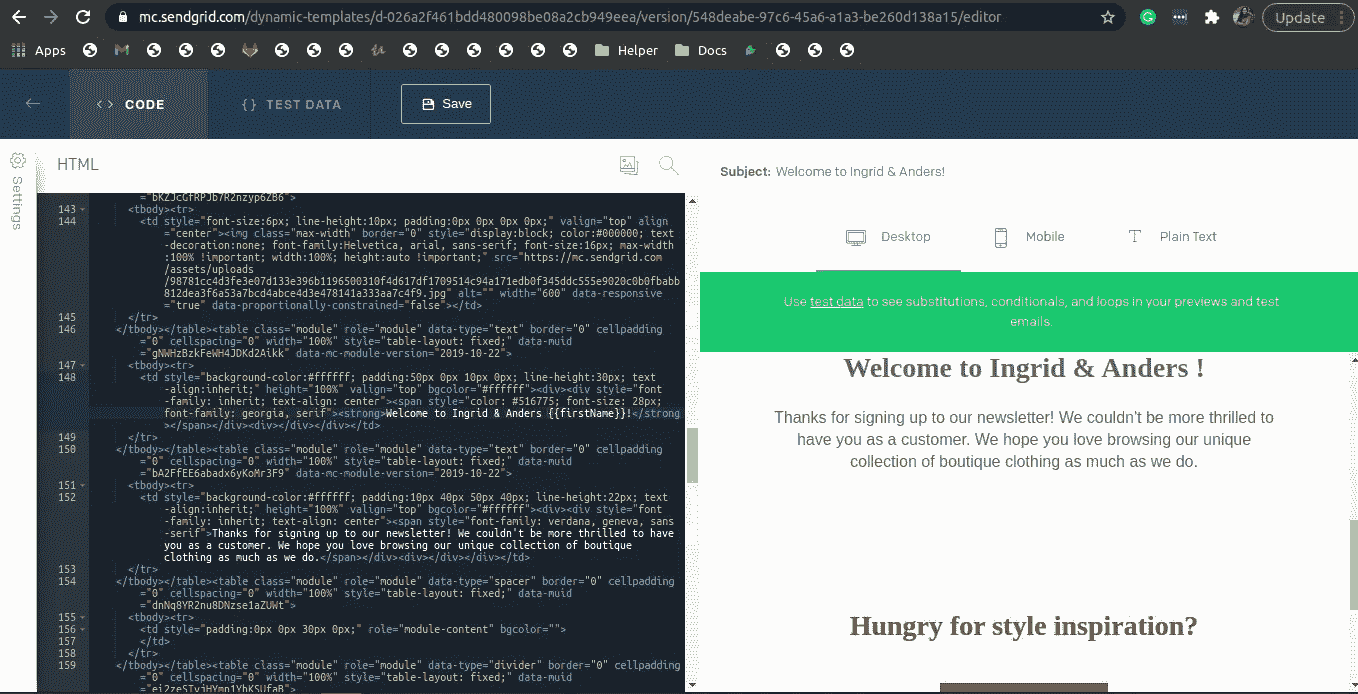 mc.sendgrid.com/dynamic-templates/d-026a2f461bdd480098be08a2cb949eea/version/548deabe-97c6-45a6-a1a3-be260d138a15/editor
Update
Apps
Helper
Docs
<> CODE
{} TEST DATA
Save
Settings
HTML
="bKZJcGfRPJb7R2nzyp6ZB6">
143 <tbody><tr>
144 <td style="font-size:6px; line-height:10px; padding:0px 0px 0px 0px;" valign="top" align
="center"><img class="max-width" border="0" style="display:block; color:#000000; text
-decoration:none; font-family:Helvetica, arial, sans-serif; font-size:16px; max-width
:100% !important; width:100%; height:auto !important;" src="https://mc.sendgrid.com
/assets/uploads
/98781cc4d3fe3e07d133e396b1196500310f4d617df1709514c94a171edb0f345ddc555e9020c0b0fbabb
812dea3f6a53a7bcd4abce4d3e478141a333aa7c4f9.jpg" alt="" width="600" data-responsive
="true" data-proportionally-constrained="false"></td>
145 </tr>
146 </tbody></table><table class="module" role="module" data-type="text" border="0" cellpadding
="0" cellspacing="0" width="100%" style="table-layout: fixed;" data-muid
="gNWHzBzkFeWH4JDKd2Aikk" data-mc-module-version="2019-10-22">
147 <tbody><tr>
148 <td style="background-color:#ffffff; padding:50px 0px 10px 0px; line-height:30px; text
-align:inherit;" height="100%" valign="top" bgcolor="#ffffff"><div><div style="font
-family: inherit; text-align: center"><span style="color: #516775; font-size: 28px;
font-family: georgia, serif"><strong>Welcome to Ingrid & Anders {{firstName}}!</strong
></span></div><div></div></div></td>
149 </tr>
150 </tbody></table><table class="module" role="module" data-type="text" border="0" cellpadding
="0" cellspacing="0" width="100%" style="table-layout: fixed;" data-muid
="bA2FfEE6abadx6yKoMr3F9" data-mc-module-version="2019-10-22">
151 <tbody><tr>
152 <td style="background-color:#ffffff; padding:10px 40px 50px 40px; line-height:22px; text
-align:inherit;" height="100%" valign="top" bgcolor="#ffffff"><div><div style="font
-family: inherit; text-align: center"><span style="font-family: verdana, geneva, sans
-serif">Thanks for signing up to our newsletter! We couldn't be more thrilled to have
you as a customer. We hope you love browsing our unique collection of boutique
clothing as much as we do.</span></div><div></div></div></td>
153 </tr>
154 </tbody></table><table class="module" role="module" data-type="spacer" border="0" cellpadding
="0" cellspacing="0" width="100%" style="table-layout: fixed;" data-muid
="dnNq8YR2nu8DNzse1aZUWt">
155 <tbody><tr>
156 <td style="padding:0px 0px 30px 0px;" role="module-content" bgcolor="">
157 </td>
158 </tr>
159 </tbody></table><table class="module" role="module" data-type="divider" border="0" cellpadding
="0" cellspacing="0" width="100%" style="table-layout: fixed;" data-muid
Subject: Welcome to Ingrid & Anders!
Desktop
Mobile
Plain Text
Use test data to see substitutions, conditionals, and loops in your previews and test
emails.
Welcome to Ingrid & Anders !
Thanks for signing up to our newsletter! We couldn't be more thrilled to
have you as a customer. We hope you love browsing our unique
collection of boutique clothing as much as we do.
Hungry for style inspiration?